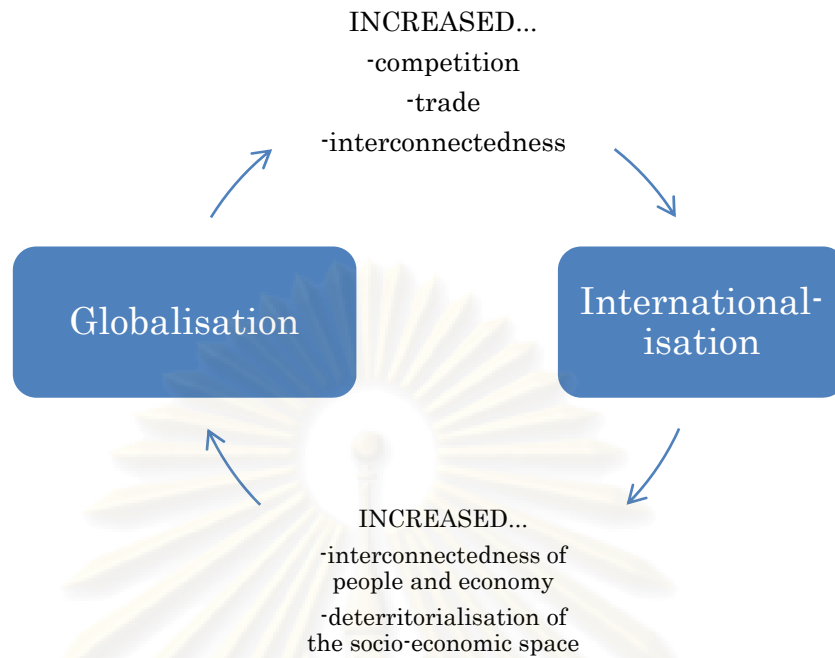 INCREASED...
-competition
-trade
-interconnectedness
Globalisation
International-
isation
INCREASED...
-interconnectedness of
people and economy
-deterritorialisation of
the socio-economic space